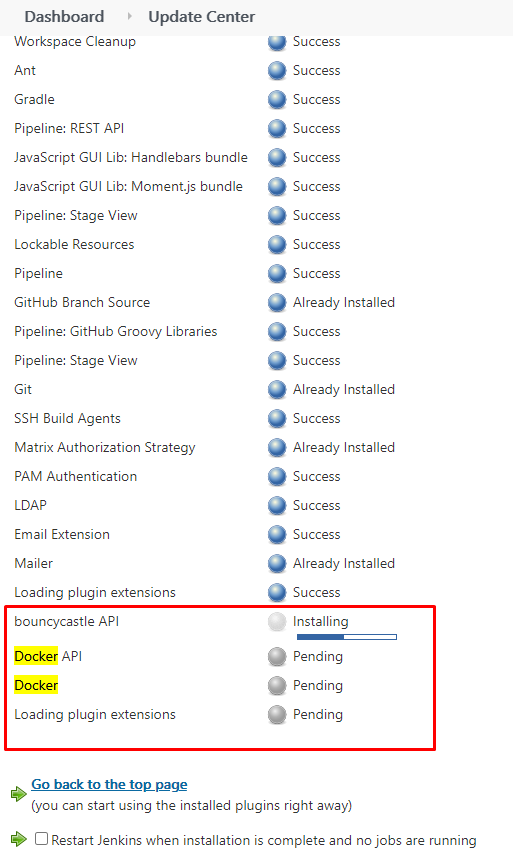 Dashboard Update Center
Workspace Cleanup Success
Ant Success
Gradle Success
Pipeline: REST API Success
JavaScript GUI Lib: Handlebars bundle Success
JavaScript GUI Lib: Moment.js bundle Success
Pipeline: Stage View Success
Lockable Resources Success
Pipeline Success
GitHub Branch Source Already Installed
Pipeline: GitHub Groovy Libraries Success
Pipeline: Stage View Success
Git Already Installed
SSH Build Agents Success
Matrix Authorization Strategy Already Installed
PAM Authentication Success
LDAP Success
Email Extension Success
Mailer Already Installed
Loading plugin extensions Success
bouncycastle API Installing
Docker API Pending
Docker Pending
Loading plugin extensions Pending
Go back to the top page
(you can start using the installed plugins right away)
Restart Jenkins when installation is complete and no jobs are running